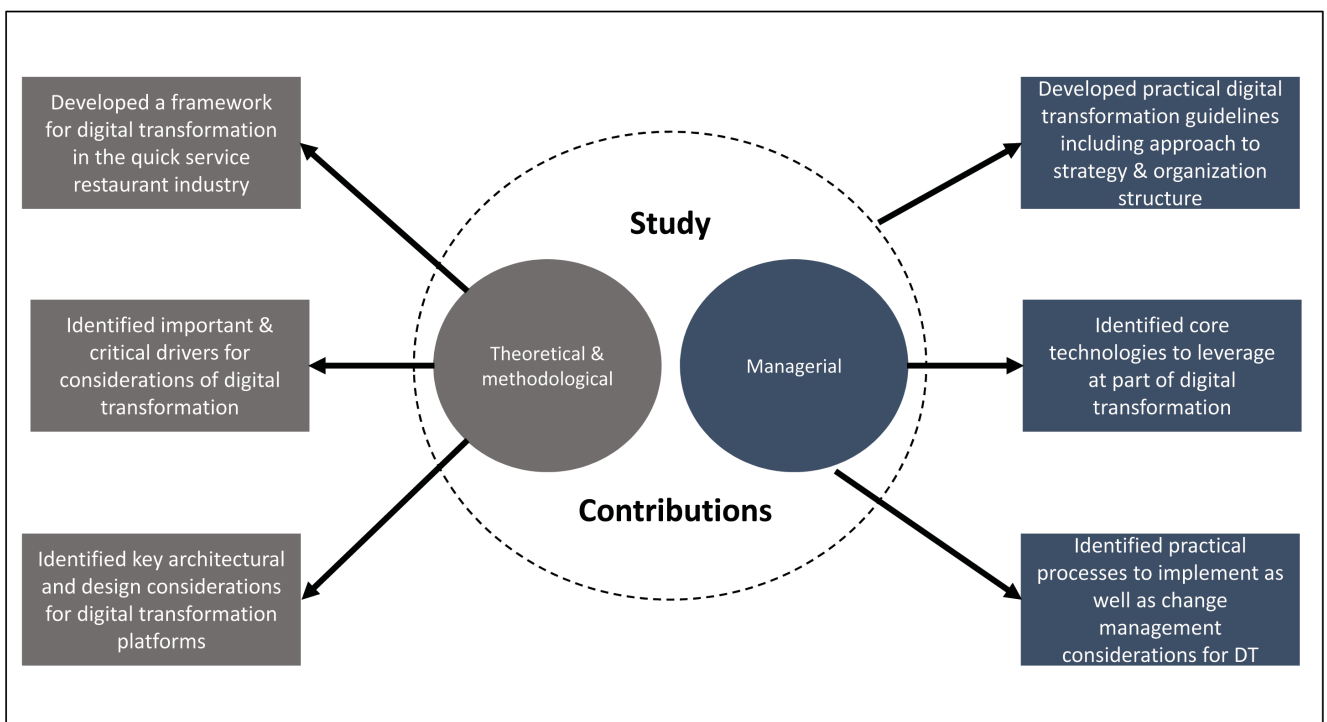 Developed a framework
for digital transformation
in the quick service
restaurant industry
Identified important &
critical drivers for
considerations of digital
transformation
Identified key architectural
and design considerations
for digital transformation
platforms
Study
Theoretical &
methodological
Managerial
Contributions
Developed practical digital
transformation guidelines
including approach to
strategy & organization
structure
Identified core
technologies to leverage
at part of digital
transformation
Identified practical
processes to implement as
well as change
management
considerations for DT